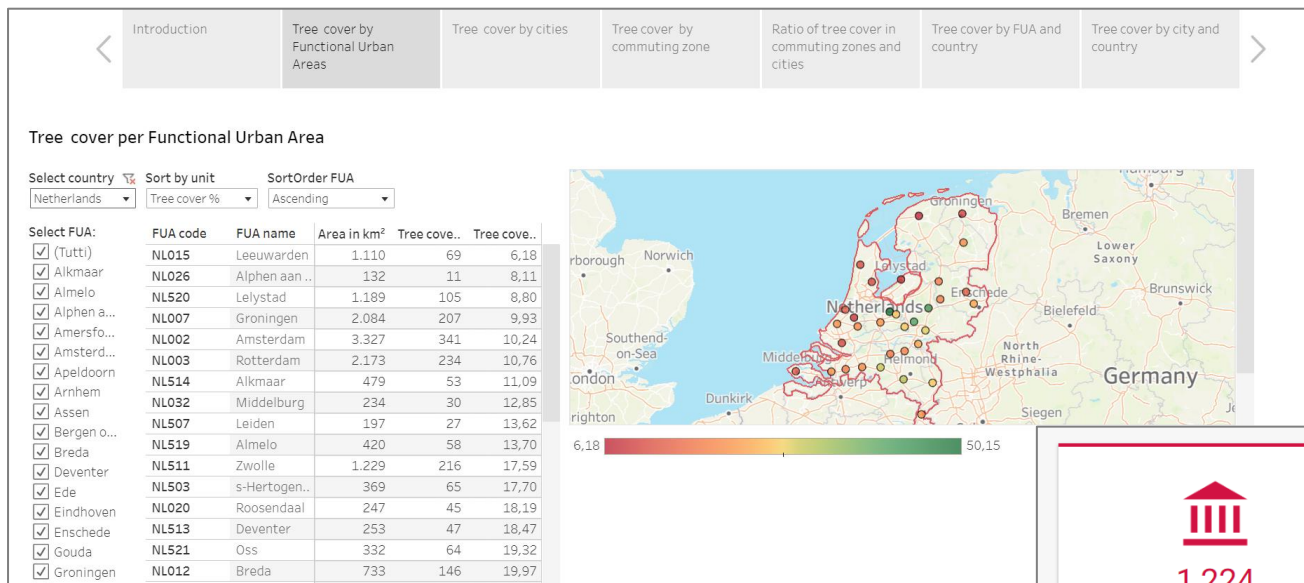 Introduction
Tree cover by Functional Urban Areas
Tree cover by cities
Tree cover by commuting zone
Ratio of tree cover in commuting zones and cities
Tree cover by FUA and country
Tree cover by city and country
Tree cover per Functional Urban Area
Select country Sort by unit SortOrder FUA
Netherlands Tree cover % Ascending
Select FUA:
(Tutti)
Alkmaar
Almelo
Alphen a...
Amersfo...
Amsterd...
Apeldoorn
Arnhem
Assen
Bergen o...
Breda
Deventer
Ede
Eindhoven
Enschede
Gouda
Groningen
FUA code FUA name Area in km² Tree cove.. Tree cove..
NL015 Leeuwarden 1.110 69 6,18
NL026 Alphen aan .. 132 11 8,11
NL520 Lelystad 1.189 105 8,80
NL007 Groningen 2.084 207 9,93
NL002 Amsterdam 3.327 341 10,24
NL003 Rotterdam 2.173 234 10,76
NL514 Alkmaar 479 53 11,09
NL032 Middelburg 234 30 12,85
NL507 Leiden 197 27 13,62
NL519 Almelo 420 58 13,70
NL511 Zwolle 1.229 216 17,59
NL503 s-Hertogen.. 369 65 17,70
NL020 Roosendaal 247 45 18,19
NL513 Deventer 253 47 18,47
NL521 Oss 332 64 19,32
NL012 Breda 733 146 19,97
Hamburg
Groningen
Bremen
Lower
Saxony
rborough
Norwich
Lelystad
Enschede
Brunswick
Netherlands
Bielefeld
Southend-
on-Sea
North
Rhine-
Westphalia
Middelburg
Helmond
Germany
ondon
Antwerp
Dunkirk
righton
Siegen
Je
6,18 50,15
1.224